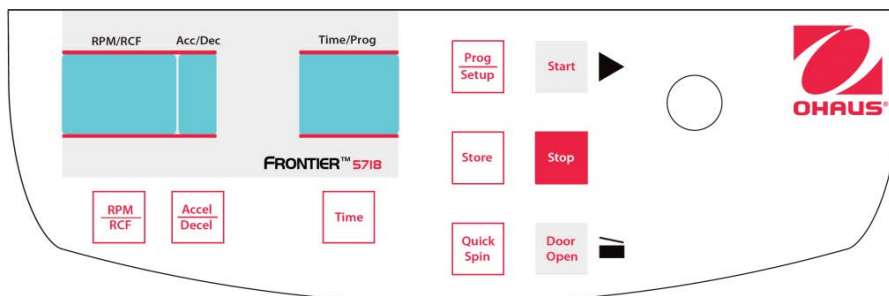 RPM/RCF Acc/Dec Time/Prog
FRONTIER™ 5718
RPM
RCF
Accel
Decel
Time
Prog
Setup
Start
Store
Stop
Quick
Spin
Door
Open
OHAUS®